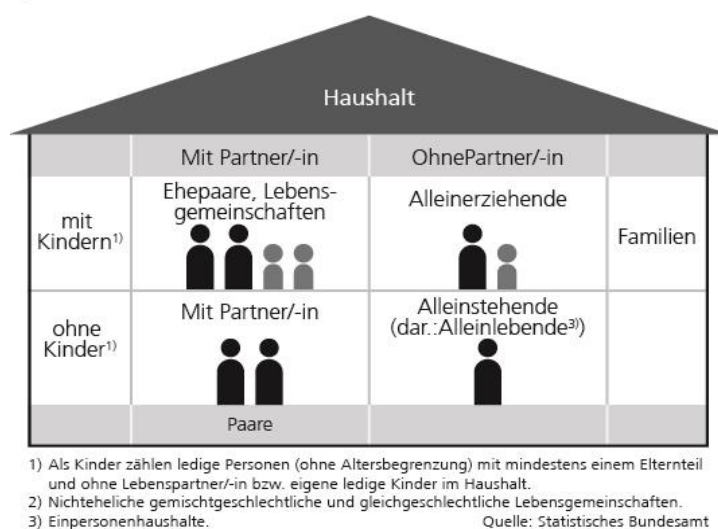 Haushalt
Mit Partner/-in
OhnePartner/-in
mit
Kindern¹⁾
Ehepaare, Lebens-
gemeinschaften
Alleinerziehende
Familien
ohne
Kinder¹⁾
Mit Partner/-in
Alleinstehende
(dar.:Alleinlebende³⁾)
Paare
1) Als Kinder zählen ledige Personen (ohne Altersbegrenzung) mit mindestens einem Elternteil
und ohne Lebenspartner/-in bzw. eigene ledige Kinder im Haushalt.
2) Nichteheliche gemischtgeschlechtliche und gleichgeschlechtliche Lebensgemeinschaften.
3) Einpersonenhaushalte. Quelle: Statistisches Bundesamt